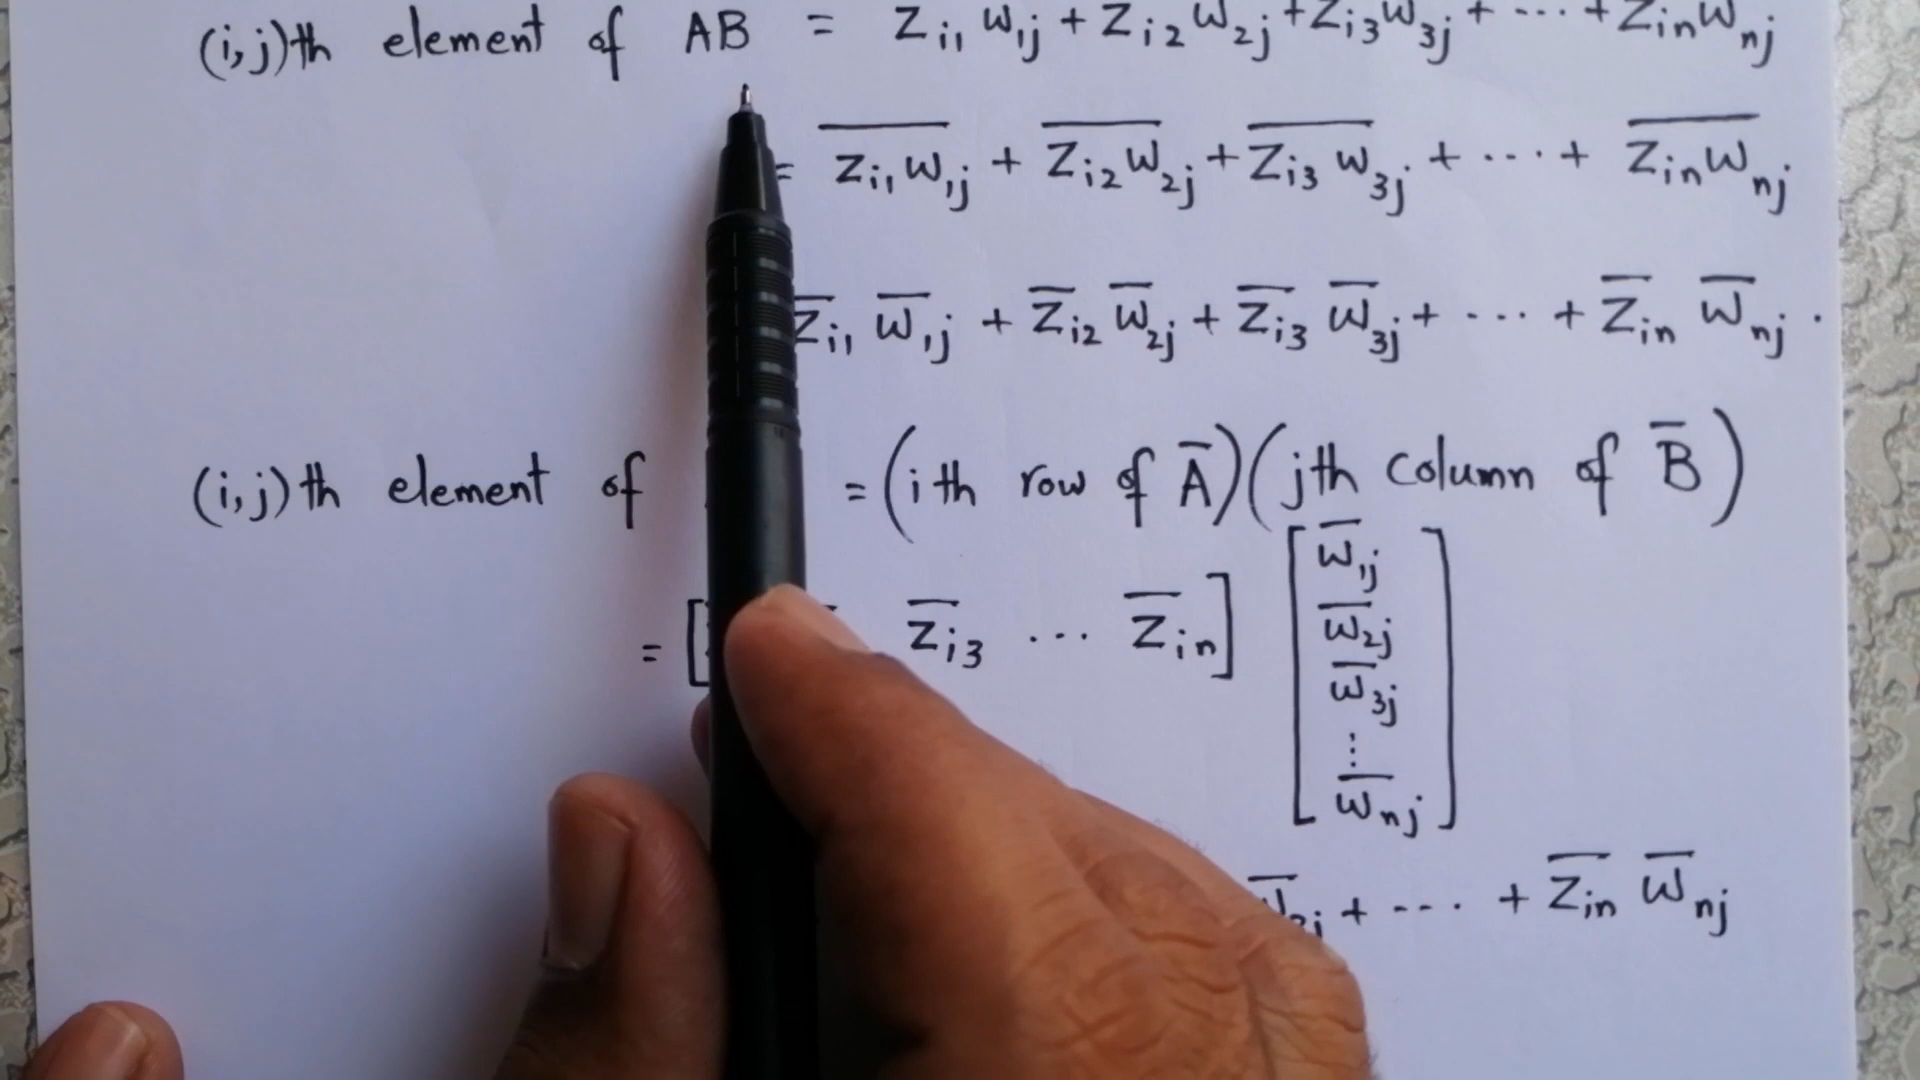 (i,j)th element of AB = z_{i1} w_{1j} + z_{i2} w_{2j} + z_{i3} w_{3j} + ... + z_{in} w_{nj}
= \overline{z_{i1} w_{1j}} + \overline{z_{i2} w_{2j}} + \overline{z_{i3} w_{3j}} + ... + \overline{z_{in} w_{nj}}
\overline{z}_{i1} \overline{w}_{1j} + \overline{z}_{i2} \overline{w}_{2j} + \overline{z}_{i3} \overline{w}_{3j} + ... + \overline{z}_{in} \overline{w}_{nj} .
(i,j)th element of = (ith row of \overline{A})(jth column of \overline{B})
= [ \overline{z}_{i3} ... \overline{z}_{in} ] [ \overline{w}_{1j}
\overline{w}_{2j}
\overline{w}_{3j}
...
\overline{w}_{nj} ]
+ ... + \overline{z}_{in} \overline{w}_{nj}